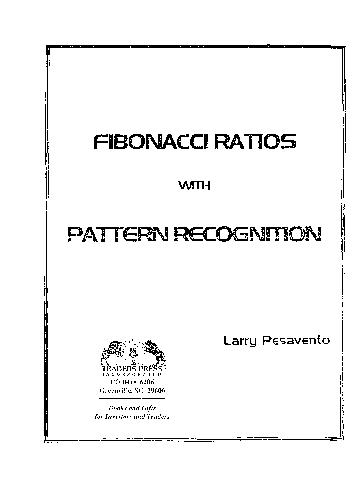 FIBONACCI RATIOS
WITH
PATTERN RECOGNITION
Larry Pesavento
TRADERS PRESS
INCORPORATED
PO Box 6206
Greenville, SC 29606
Books and Gifts
for Investors and Traders